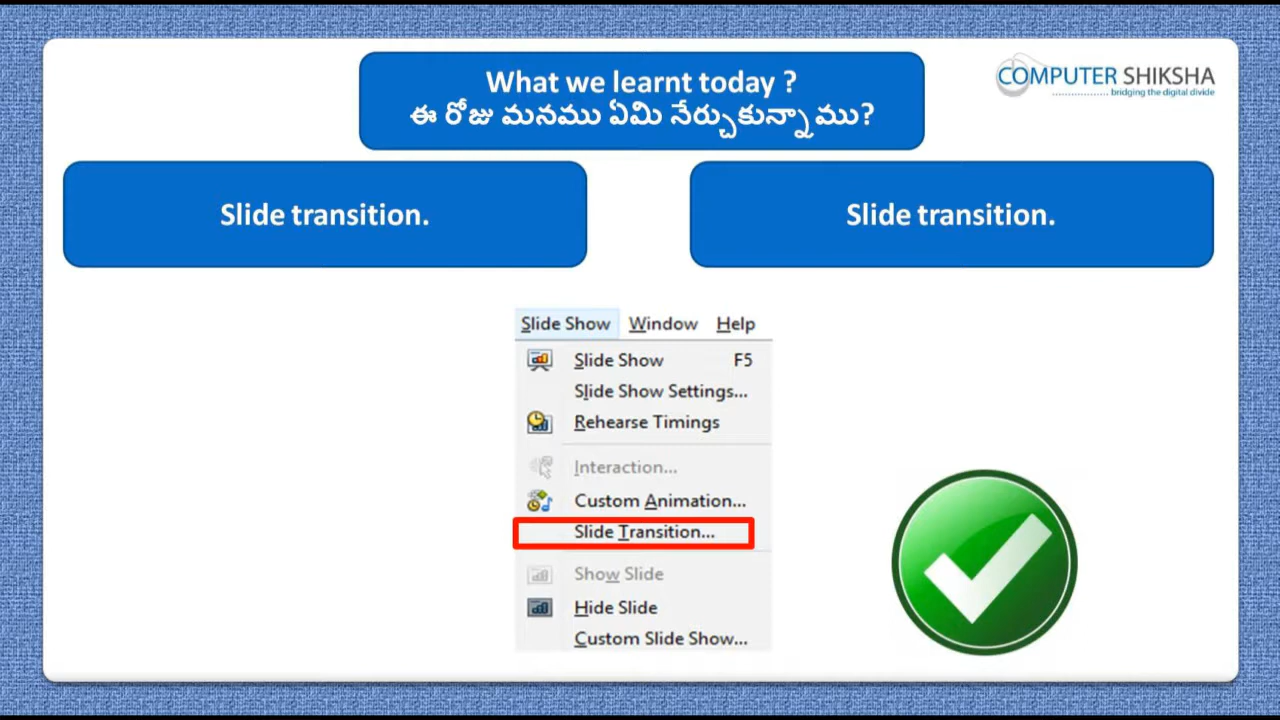 What we learnt today ?
ఈ రోజు మనము ఏమి నేర్చుకున్నాము?
COMPUTER SHIKSHA
bridging the digital divide
Slide transition.
Slide transition.
Slide Show Window Help
Slide Show F5
Slide Show Settings...
Rehearse Timings
Interaction...
Custom Animation...
Slide Transition...
Show Slide
Hide Slide
Custom Slide Show...